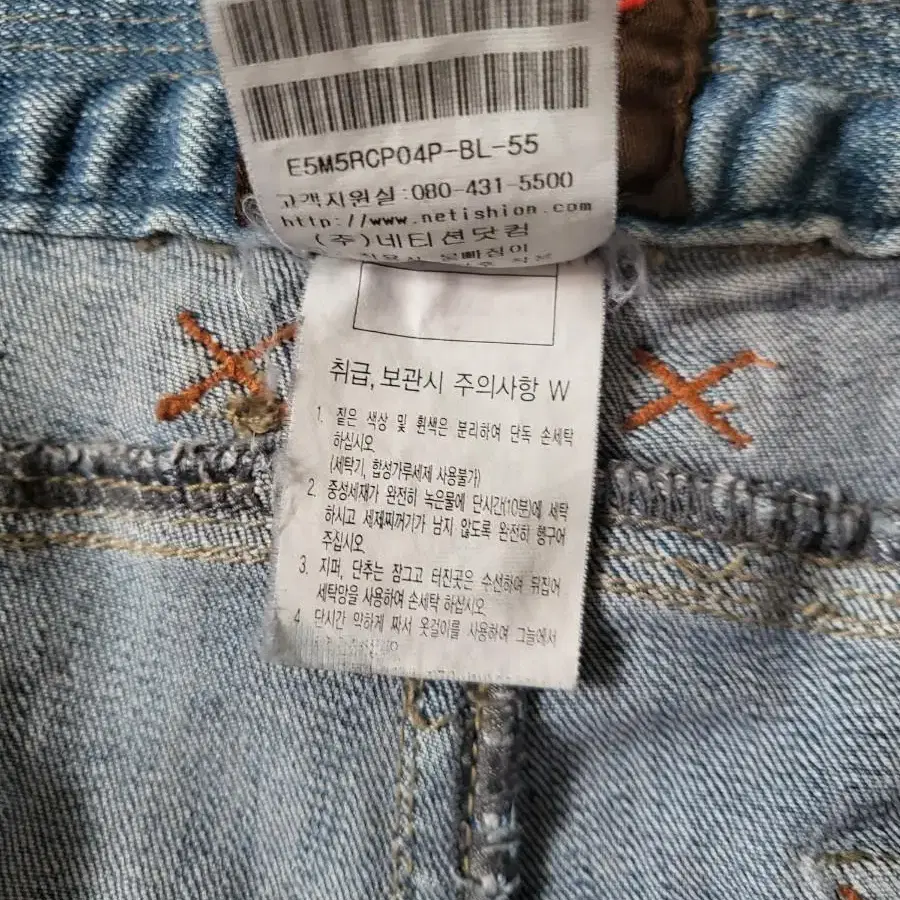 E5M5RCP04P-BL-55
고객지원실:080-431-5500
http://www.netishion.com
(주)네티션닷컴
취급, 보관시 주의사항 W
1. 짙은 색상 및 흰색은 분리하여 단독 손세탁
하십시오
(세탁기, 합성가루세제 사용불가)
2. 중성세재가 완전히 녹은물에 단시간(10분)에 세탁
하시고 세제찌꺼기가 남지 않도록 완전히 헹구어
주십시오
3. 지퍼, 단추는 잠그고 터진곳은 수선하여 뒤집어
세탁망을 사용하여 손세탁 하십시오
4. 단시간 약하게 짜서 옷걸이를 사용하여 그늘에서